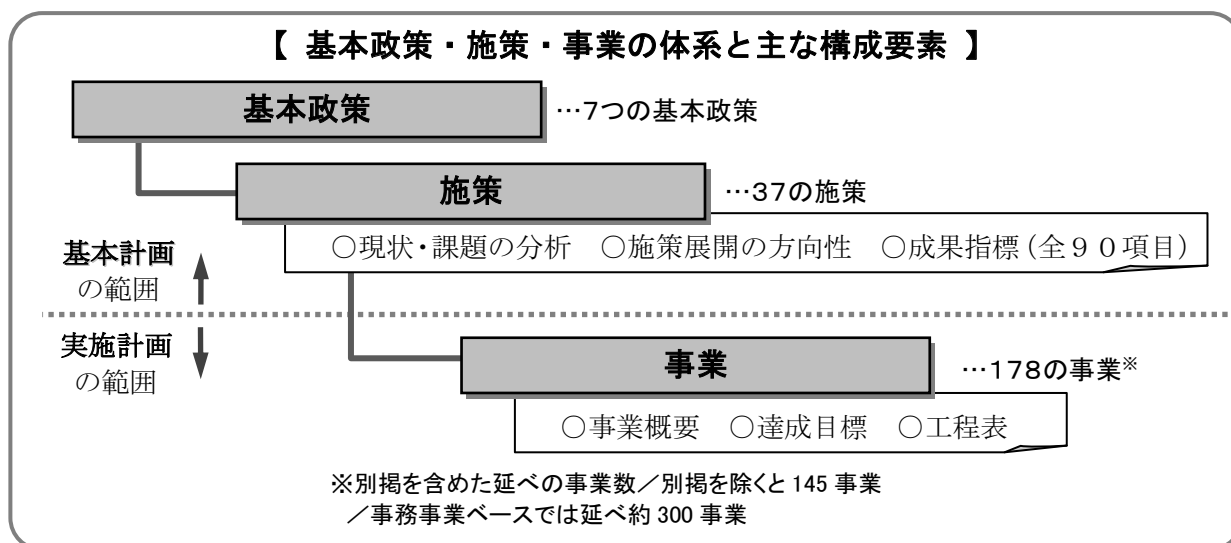 【 基本政策・施策・事業の体系と主な構成要素 】
基本政策
…7つの基本政策
施策
…37の施策
○現状・課題の分析　○施策展開の方向性　○成果指標（全９０項目）
基本計画
の範囲
実施計画
の範囲
事業
…178の事業※
○事業概要　○達成目標　○工程表
※別掲を含めた延べの事業数／別掲を除くと 145 事業
／事務事業ベースでは延べ約 300 事業